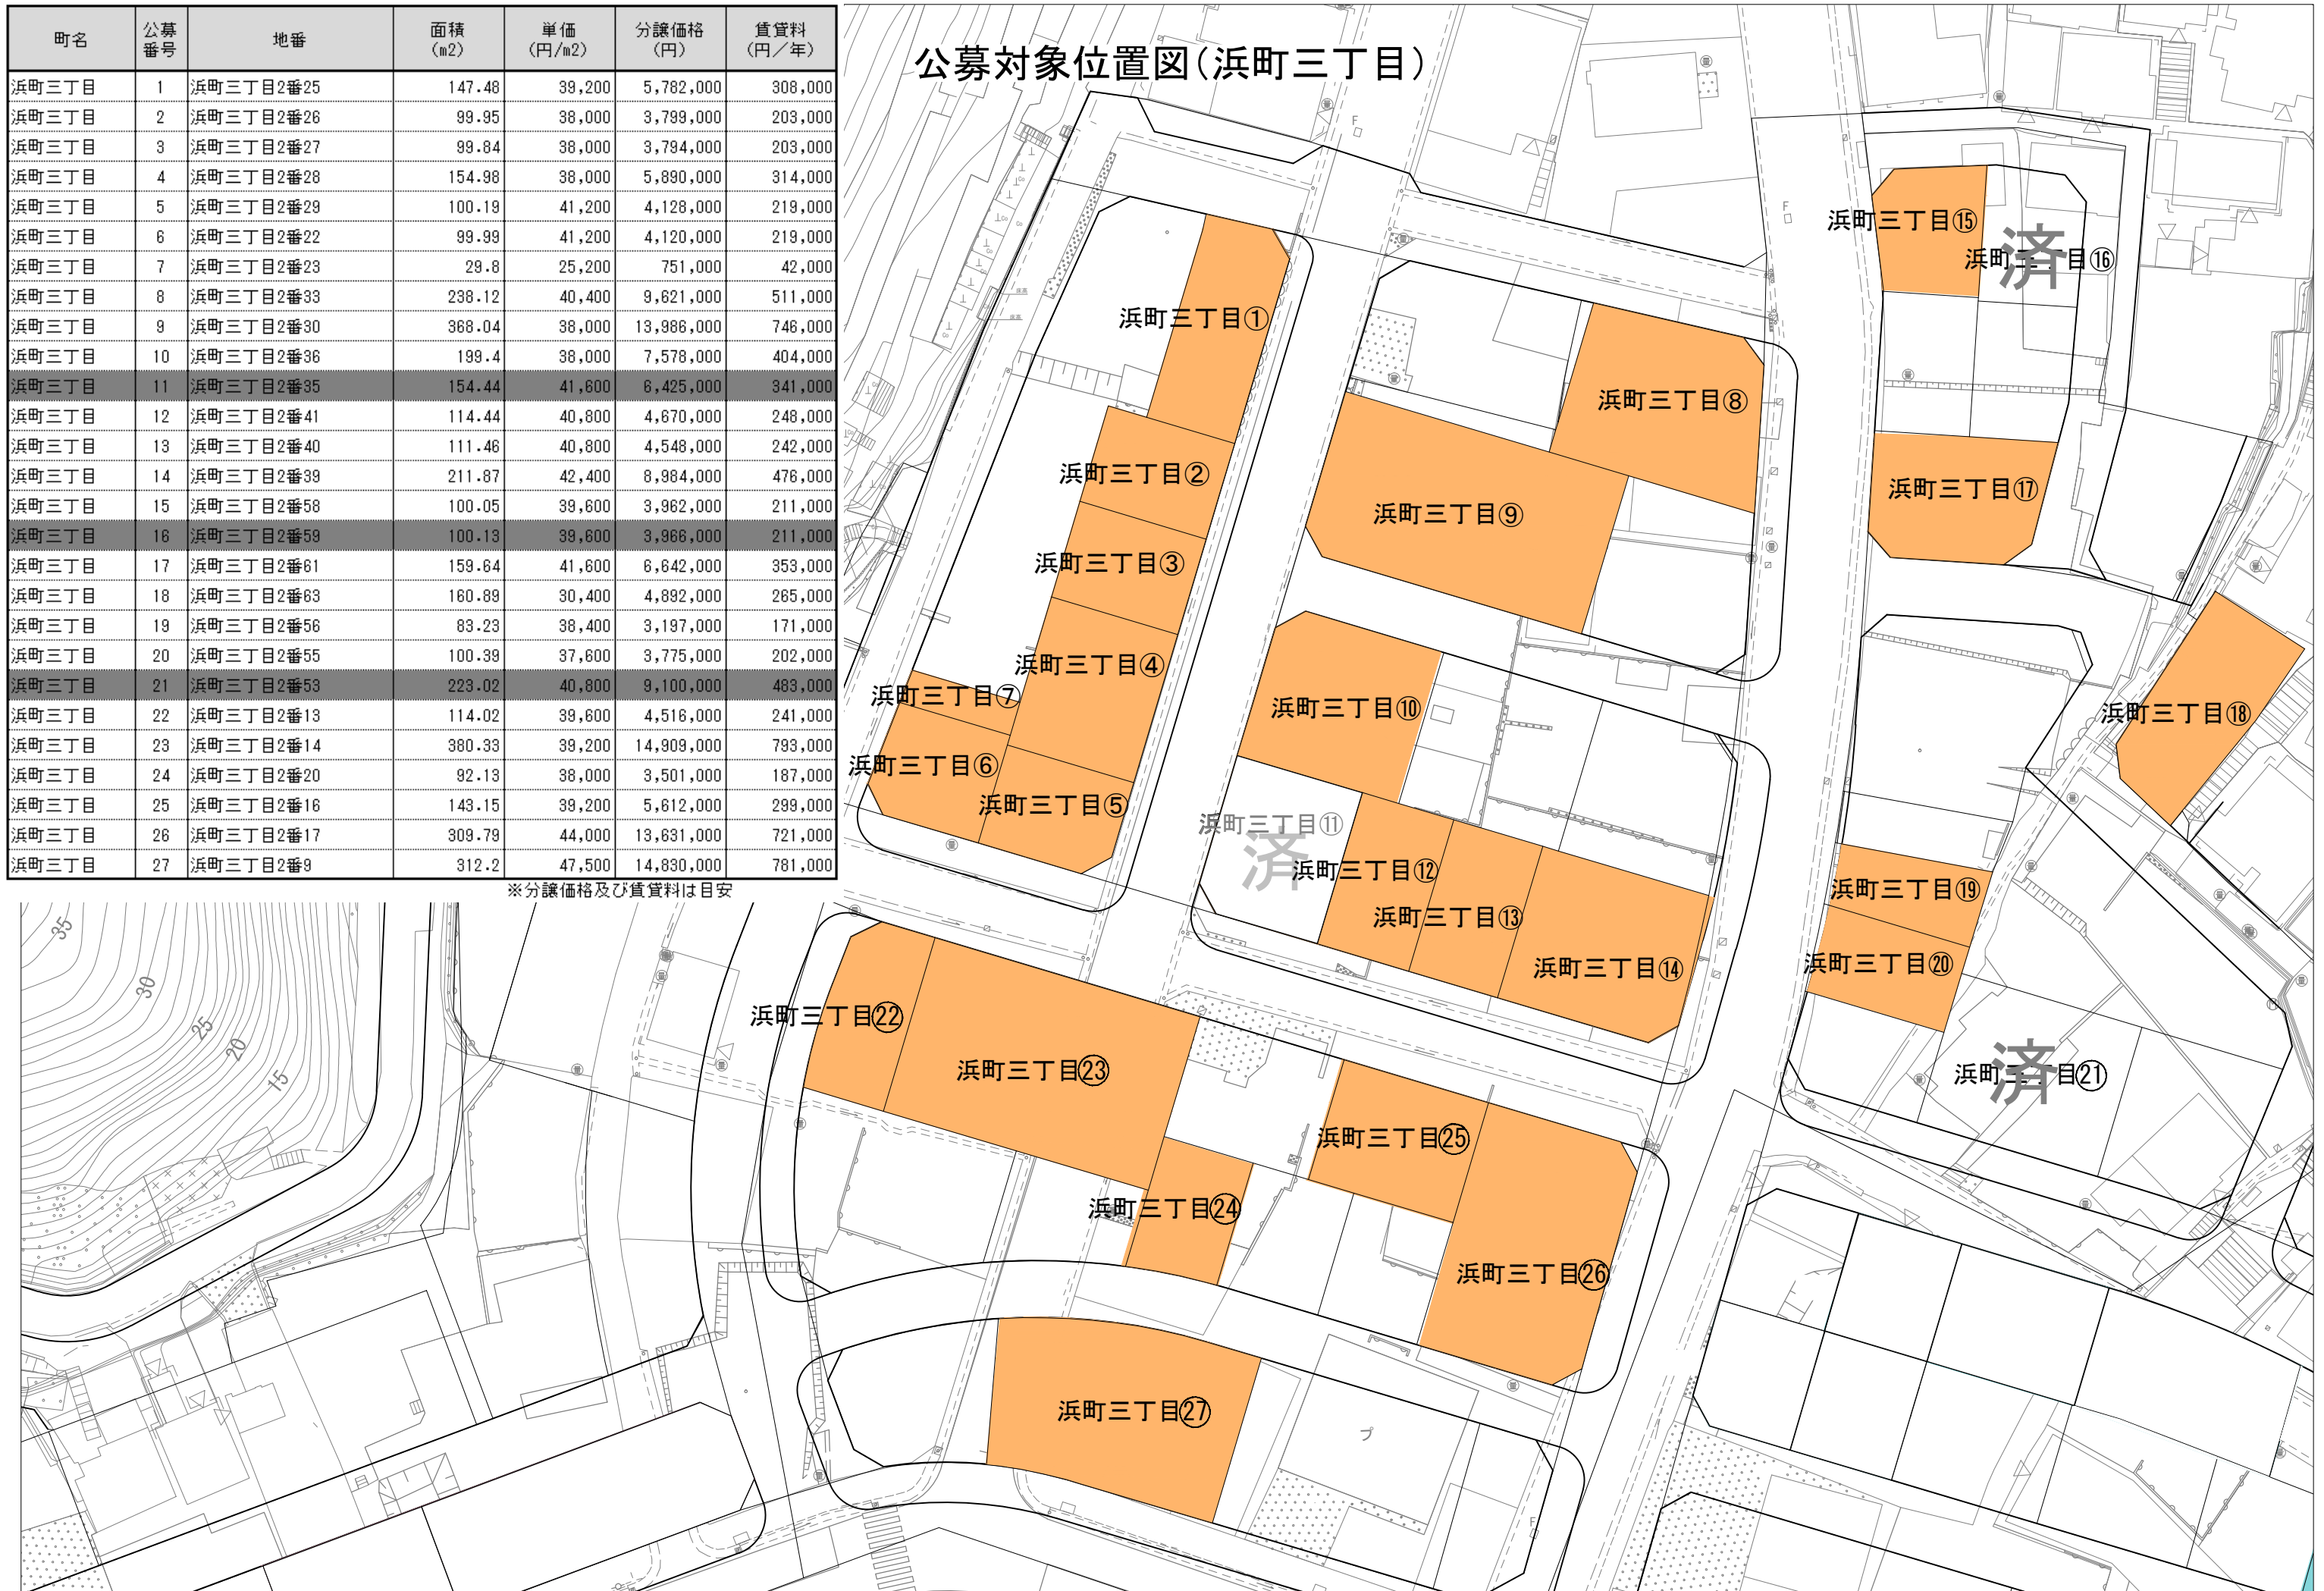 町名 公募番号 地番 面積(m2) 単価(円/m2) 分譲価格(円) 賃貸料(円／年)
浜町三丁目 1 浜町三丁目2番25 147.48 39,200 5,782,000 308,000
浜町三丁目 2 浜町三丁目2番26 99.95 38,000 3,799,000 203,000
浜町三丁目 3 浜町三丁目2番27 99.84 38,000 3,794,000 203,000
浜町三丁目 4 浜町三丁目2番28 154.98 38,000 5,890,000 314,000
浜町三丁目 5 浜町三丁目2番29 100.19 41,200 4,128,000 219,000
浜町三丁目 6 浜町三丁目2番22 99.99 41,200 4,120,000 219,000
浜町三丁目 7 浜町三丁目2番23 29.8 25,200 751,000 42,000
浜町三丁目 8 浜町三丁目2番33 238.12 40,400 9,621,000 511,000
浜町三丁目 9 浜町三丁目2番30 368.04 38,000 13,986,000 746,000
浜町三丁目 10 浜町三丁目2番36 199.4 38,000 7,578,000 404,000
浜町三丁目 11 浜町三丁目2番35 154.44 41,600 6,425,000 341,000
浜町三丁目 12 浜町三丁目2番41 114.44 40,800 4,670,000 248,000
浜町三丁目 13 浜町三丁目2番40 111.46 40,800 4,548,000 242,000
浜町三丁目 14 浜町三丁目2番39 211.87 42,400 8,984,000 476,000
浜町三丁目 15 浜町三丁目2番58 100.05 39,600 3,962,000 211,000
浜町三丁目 16 浜町三丁目2番59 100.13 39,600 3,966,000 211,000
浜町三丁目 17 浜町三丁目2番61 159.64 41,600 6,642,000 353,000
浜町三丁目 18 浜町三丁目2番63 160.89 30,400 4,892,000 265,000
浜町三丁目 19 浜町三丁目2番56 83.23 38,400 3,197,000 171,000
浜町三丁目 20 浜町三丁目2番55 100.39 37,600 3,775,000 202,000
浜町三丁目 21 浜町三丁目2番53 223.02 40,800 9,100,000 483,000
浜町三丁目 22 浜町三丁目2番13 114.02 39,600 4,516,000 241,000
浜町三丁目 23 浜町三丁目2番14 380.33 39,200 14,909,000 793,000
浜町三丁目 24 浜町三丁目2番20 92.13 38,000 3,501,000 187,000
浜町三丁目 25 浜町三丁目2番16 143.15 39,200 5,612,000 299,000
浜町三丁目 26 浜町三丁目2番17 309.79 44,000 13,631,000 721,000
浜町三丁目 27 浜町三丁目2番9 312.2 47,500 14,830,000 781,000
※分譲価格及び賃貸料は目安
公募対象位置図(浜町三丁目)
浜町三丁目①
浜町三丁目②
浜町三丁目③
浜町三丁目④
浜町三丁目⑤
浜町三丁目⑥
浜町三丁目⑦
浜町三丁目⑧
浜町三丁目⑨
浜町三丁目⑩
浜町三丁目⑪
済
浜町三丁目⑫
浜町三丁目⑬
浜町三丁目⑭
浜町三丁目⑮
浜町三丁目⑯
済
浜町三丁目⑰
浜町三丁目⑱
浜町三丁目⑲
浜町三丁目⑳
浜町三丁目㉑
済
浜町三丁目㉒
浜町三丁目㉓
浜町三丁目㉔
浜町三丁目㉕
浜町三丁目㉖
浜町三丁目㉗
35
30
25
20
15
F
F
F
プ